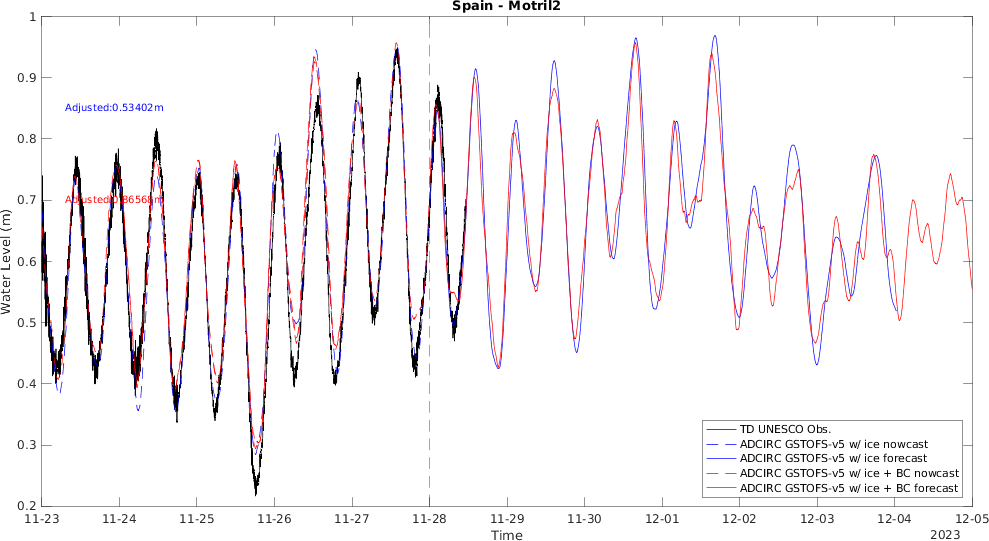 Spain - Motril2
Water Level (m)
1
0.9
0.8
0.7
0.6
0.5
0.4
0.3
0.2
Adjusted:0.53402m
TD UNESCO Obs.
ADCIRC GSTOFS-v5 w/ ice nowcast
ADCIRC GSTOFS-v5 w/ ice forecast
ADCIRC GSTOFS-v5 w/ ice + BC nowcast
ADCIRC GSTOFS-v5 w/ ice + BC forecast
11-23 11-24 11-25 11-26 11-27 11-28 11-29 11-30 12-01 12-02 12-03 12-04 12-05
Time
2023